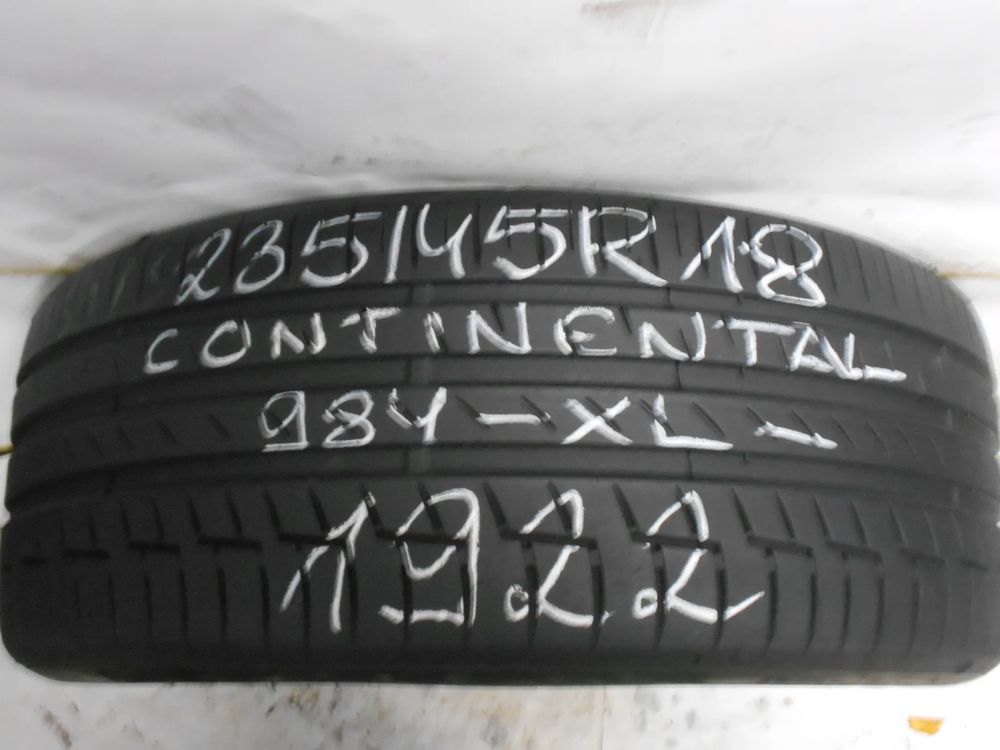 235/45R18
CONTINENTAL
98Y-XL-
1922